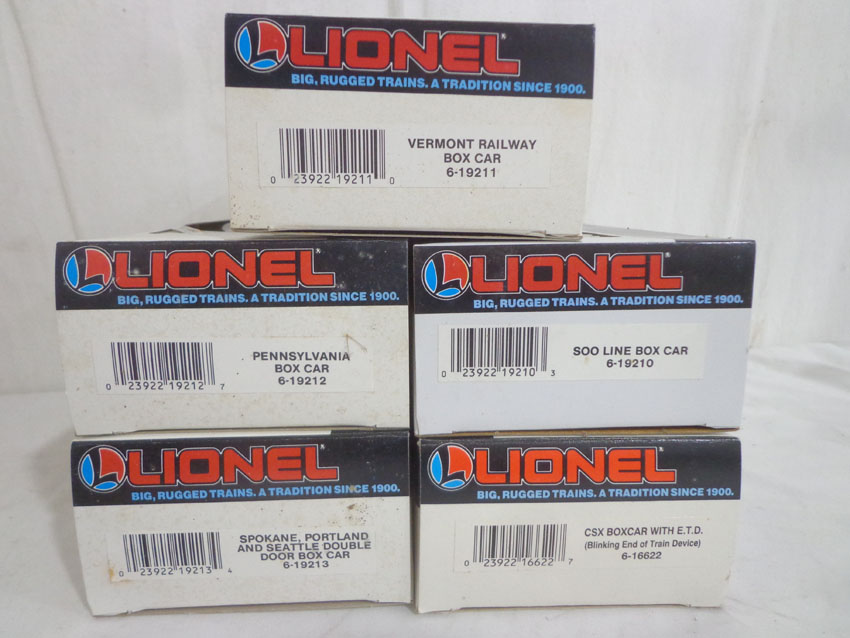 LIONEL
BIG, RUGGED TRAINS. A TRADITION SINCE 1900.
VERMONT RAILWAY
BOX CAR
6-19211
0 23922 19211 0
LIONEL
BIG, RUGGED TRAINS. A TRADITION SINCE 1900.
PENNSYLVANIA
BOX CAR
6-19212
0 23922 19212 7
LIONEL
BIG, RUGGED TRAINS. A TRADITION SINCE 1900.
SOO LINE BOX CAR
6-19210
0 23922 19210 3
LIONEL
BIG, RUGGED TRAINS. A TRADITION SINCE 1900.
SPOKANE, PORTLAND
AND SEATTLE DOUBLE
DOOR BOX CAR
6-19213
0 23922 19213 4
LIONEL
BIG, RUGGED TRAINS. A TRADITION SINCE 1900.
CSX BOXCAR WITH E.T.D.
(Blinking End of Train Device)
6-16622
0 23922 16622 7